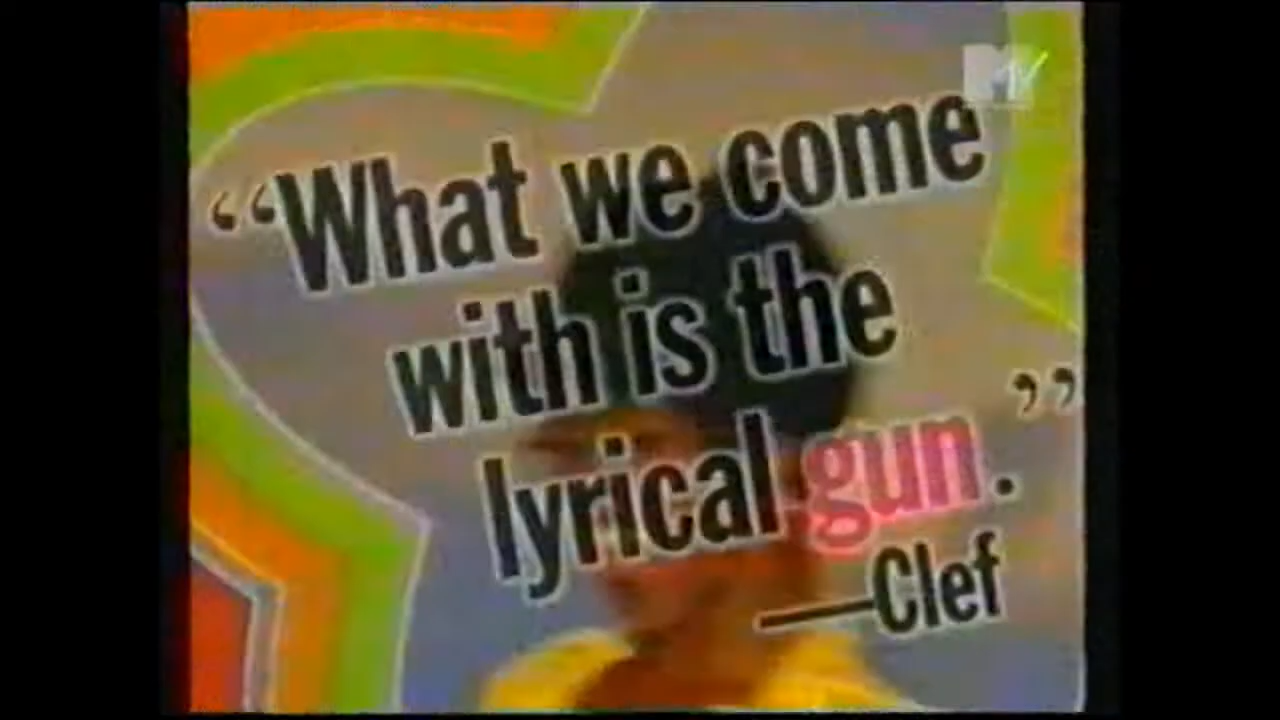 MTV
“What we come
with is the
lyrical gun.”
—Clef